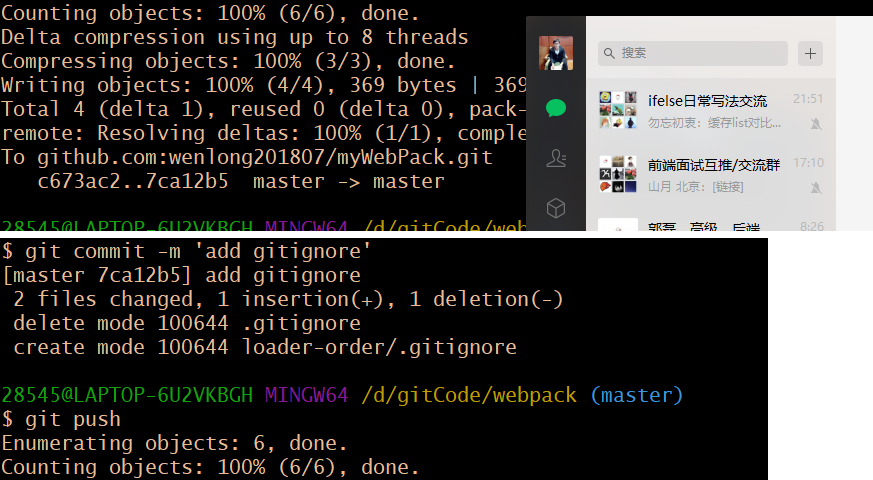 Counting objects: 100% (6/6), done.
Delta compression using up to 8 threads
Compressing objects: 100% (3/3), done.
Writing objects: 100% (4/4), 369 bytes | 369
Total 4 (delta 1), reused 0 (delta 0), pack-
remote: Resolving deltas: 100% (1/1), comple
To github.com:wenlong201807/myWebPack.git
c673ac2..7ca12b5 master -> master
28545@LAPTOP-6U2VKBGH MINGW64 /d/gitCode/webp
搜索
ifelse日常写法交流 21:51
勿忘初衷：缓存list对比...
前端面试互推/交流群 17:10
山月 北京：[链接]
郭磊 高级 后端 8:26
$ git commit -m 'add gitignore'
[master 7ca12b5] add gitignore
2 files changed, 1 insertion(+), 1 deletion(-)
delete mode 100644 .gitignore
create mode 100644 loader-order/.gitignore
28545@LAPTOP-6U2VKBGH MINGW64 /d/gitCode/webpack (master)
$ git push
Enumerating objects: 6, done.
Counting objects: 100% (6/6), done.